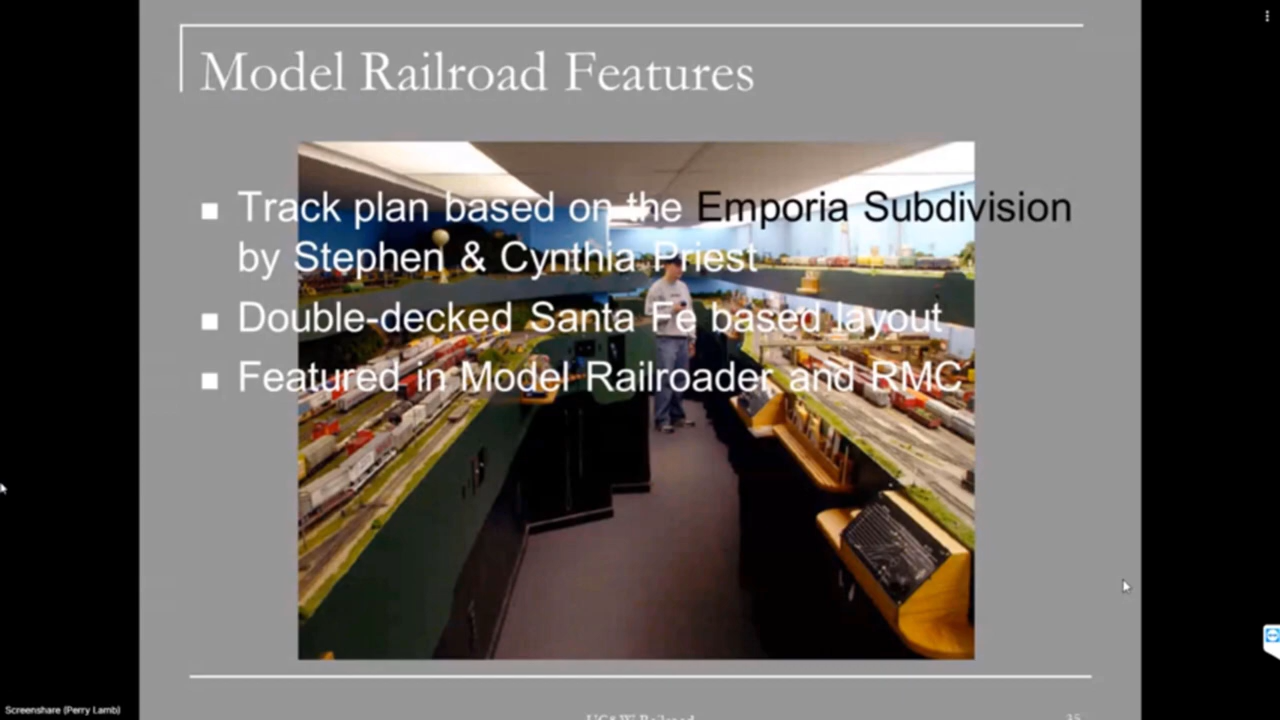 Model Railroad Features
Track plan based on the Emporia Subdivision
by Stephen & Cynthia Priest
Double-decked Santa Fe based layout
Featured in Model Railroader and RMC
Screenshare (Perry Lamb)